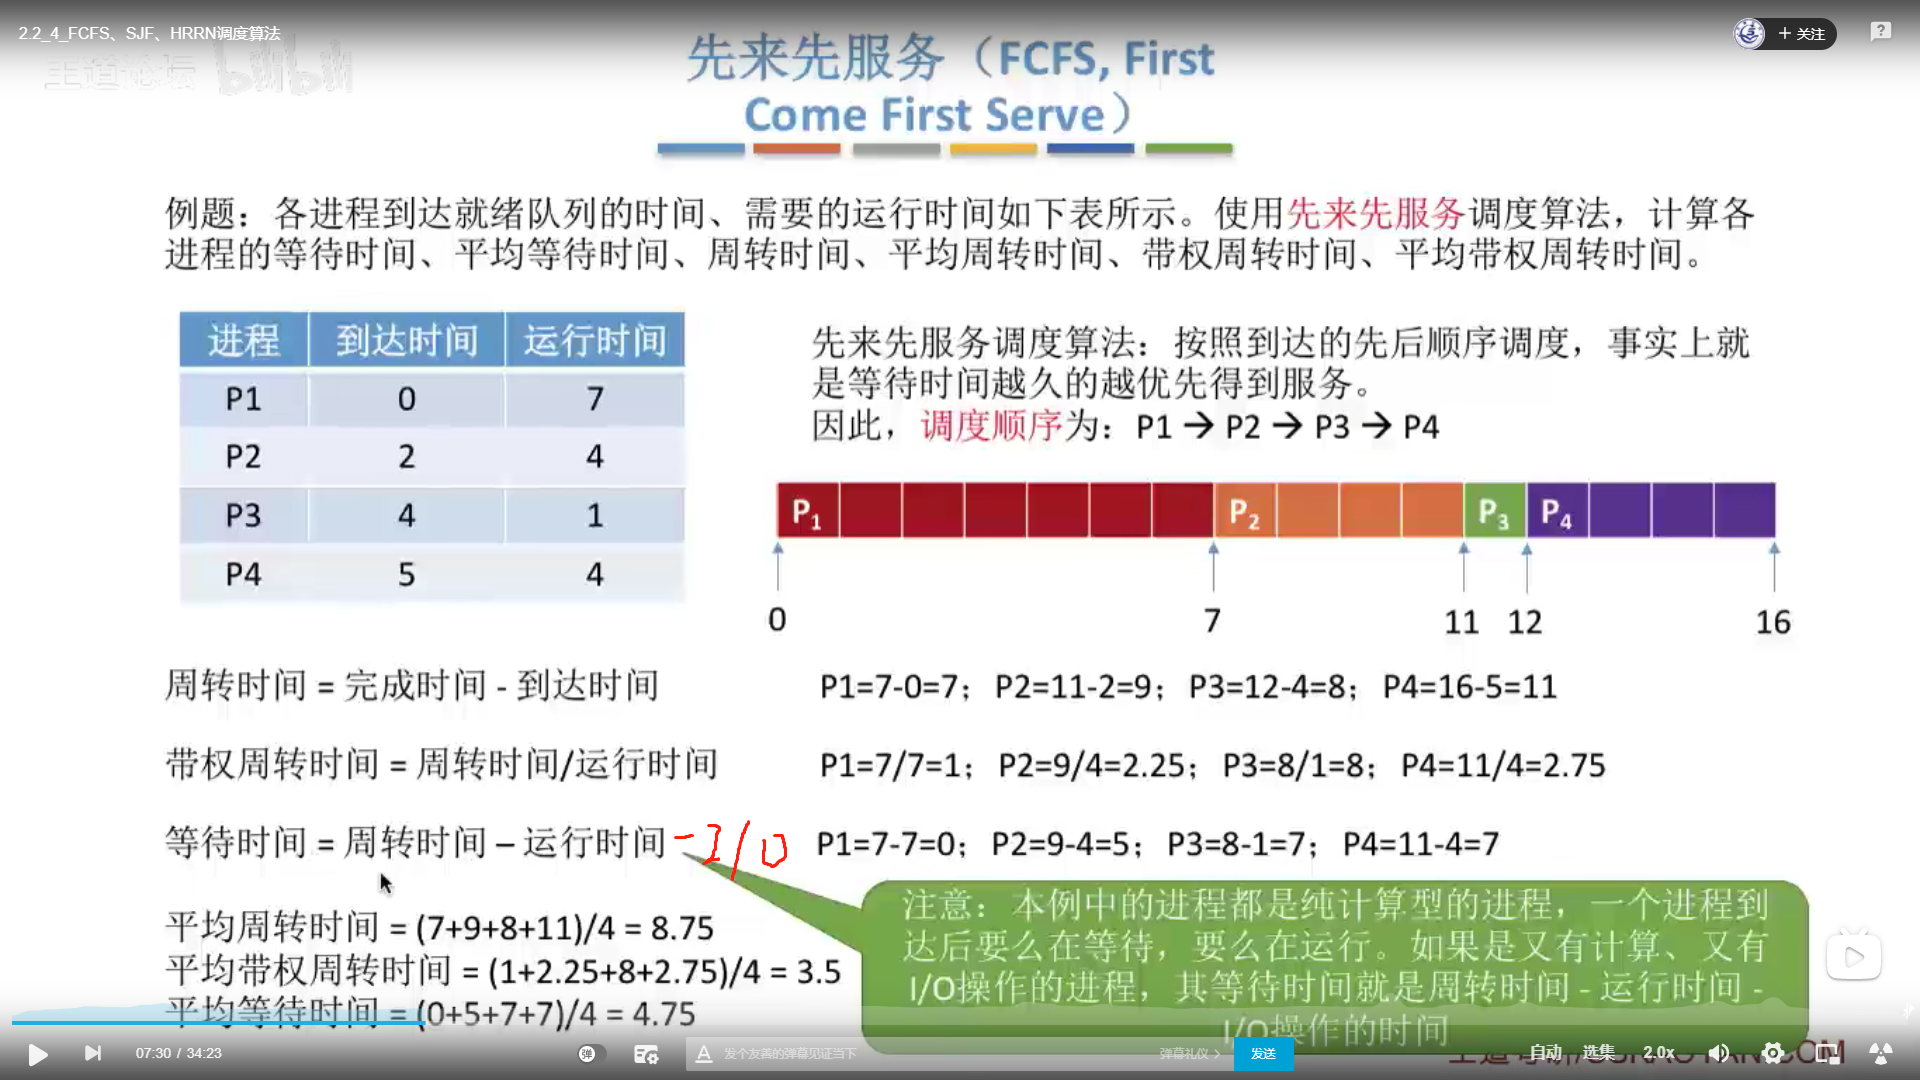 2.2_4_FCFS、SJF、HRRN调度算法
＋ 关注
王道论坛 bilibili
先来先服务（FCFS, First
Come First Serve）
例题：各进程到达就绪队列的时间、需要的运行时间如下表所示。使用先来先服务调度算法，计算各
进程的等待时间、平均等待时间、周转时间、平均周转时间、带权周转时间、平均带权周转时间。
进程 到达时间 运行时间
P1 0 7
P2 2 4
P3 4 1
P4 5 4
先来先服务调度算法：按照到达的先后顺序调度，事实上就
是等待时间越久的越优先得到服务。
因此，调度顺序为：P1 → P2 → P3 → P4
P1 P2 P3 P4
0 7 11 12 16
周转时间 = 完成时间 - 到达时间 P1=7-0=7；P2=11-2=9；P3=12-4=8；P4=16-5=11
带权周转时间 = 周转时间/运行时间 P1=7/7=1；P2=9/4=2.25；P3=8/1=8；P4=11/4=2.75
等待时间 = 周转时间 – 运行时间 -I/O P1=7-7=0；P2=9-4=5；P3=8-1=7；P4=11-4=7
平均周转时间 = (7+9+8+11)/4 = 8.75
平均带权周转时间 = (1+2.25+8+2.75)/4 = 3.5
平均等待时间 = (0+5+7+7)/4 = 4.75
注意：本例中的进程都是纯计算型的进程，一个进程到
达后要么在等待，要么在运行。如果是又有计算、又有
I/O操作的进程，其等待时间就是周转时间 - 运行时间 -
I/O操作的时间
07:30 / 34:23
弹
发个友善的弹幕见证当下
弹幕礼仪 >
发送
自动 选集 2.0x